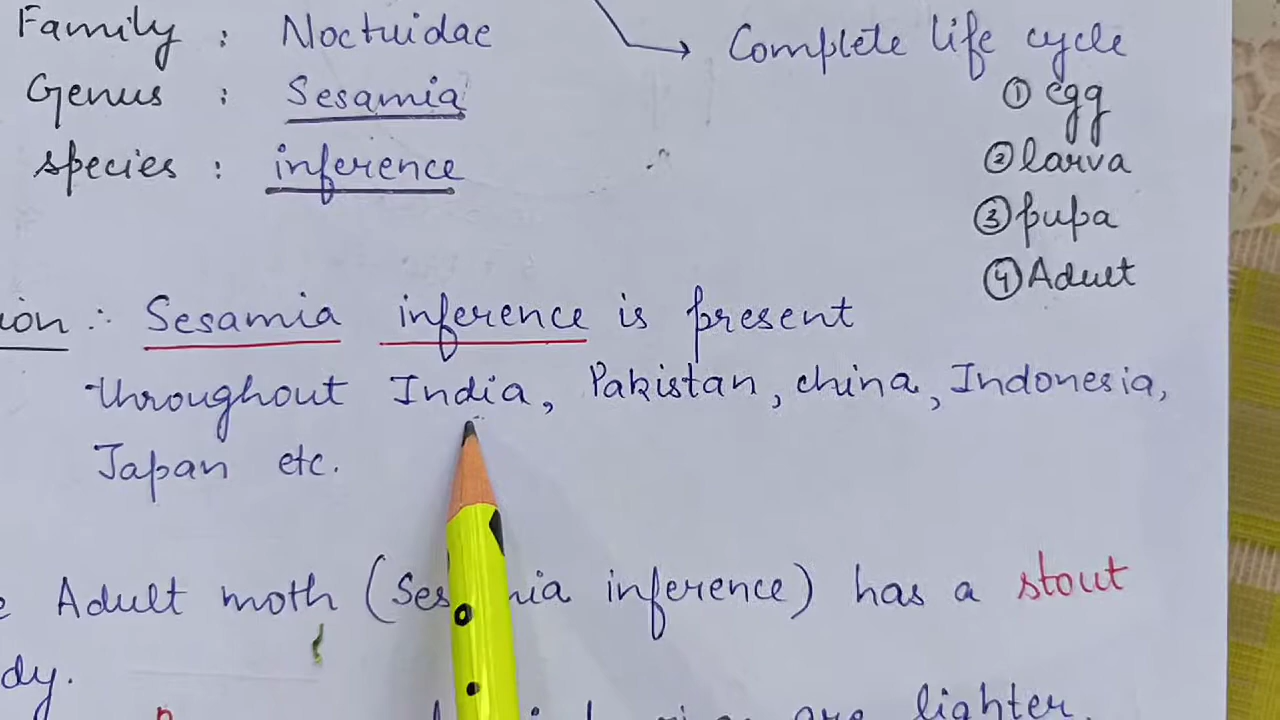 Family : Noctuidae
Genus : Sesamia
species : inference
→ Complete life cycle
① egg
② larva
③ pupa
④ Adult
ion :- Sesamia inference is present
throughout India, Pakistan, china, Indonesia,
Japan etc.
e Adult moth (Ses nia inference) has a stout
dy.
are lighter.